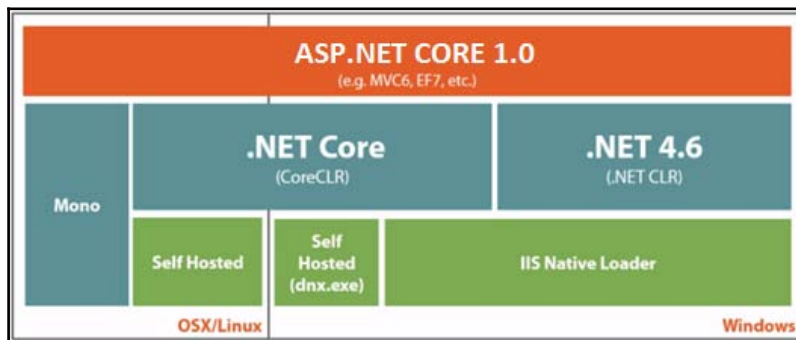 ASP.NET CORE 1.0
(e.g. MVC6, EF7, etc.)
Mono
.NET Core
(CoreCLR)
.NET 4.6
(.NET CLR)
Self Hosted
Self
Hosted
(dnx.exe)
IIS Native Loader
OSX/Linux
Windows